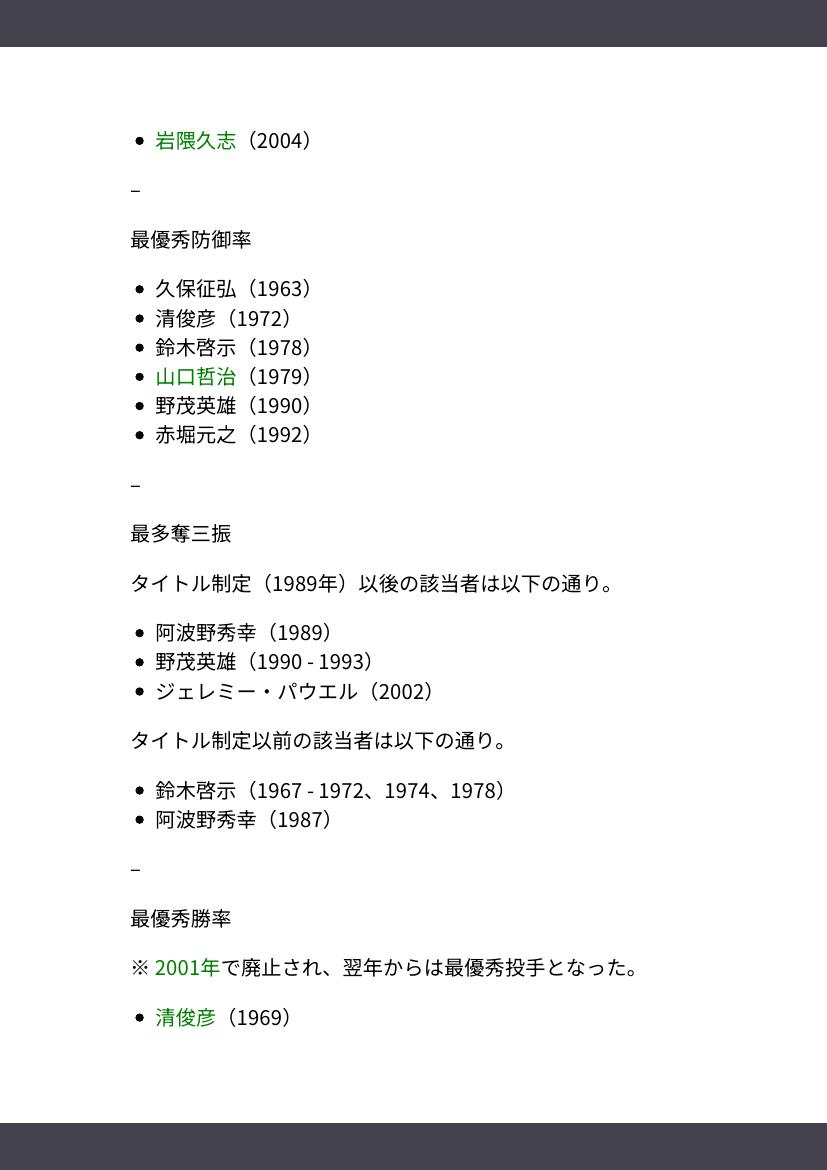 • 岩隈久志（2004）
–
最優秀防御率
• 久保征弘（1963）
• 清俊彦（1972）
• 鈴木啓示（1978）
• 山口哲治（1979）
• 野茂英雄（1990）
• 赤堀元之（1992）
–
最多奪三振
タイトル制定（1989年）以後の該当者は以下の通り。
• 阿波野秀幸（1989）
• 野茂英雄（1990 - 1993）
• ジェレミー・パウエル（2002）
タイトル制定以前の該当者は以下の通り。
• 鈴木啓示（1967 - 1972、1974、1978）
• 阿波野秀幸（1987）
–
最優秀勝率
※ 2001年で廃止され、翌年からは最優秀投手となった。
• 清俊彦（1969）